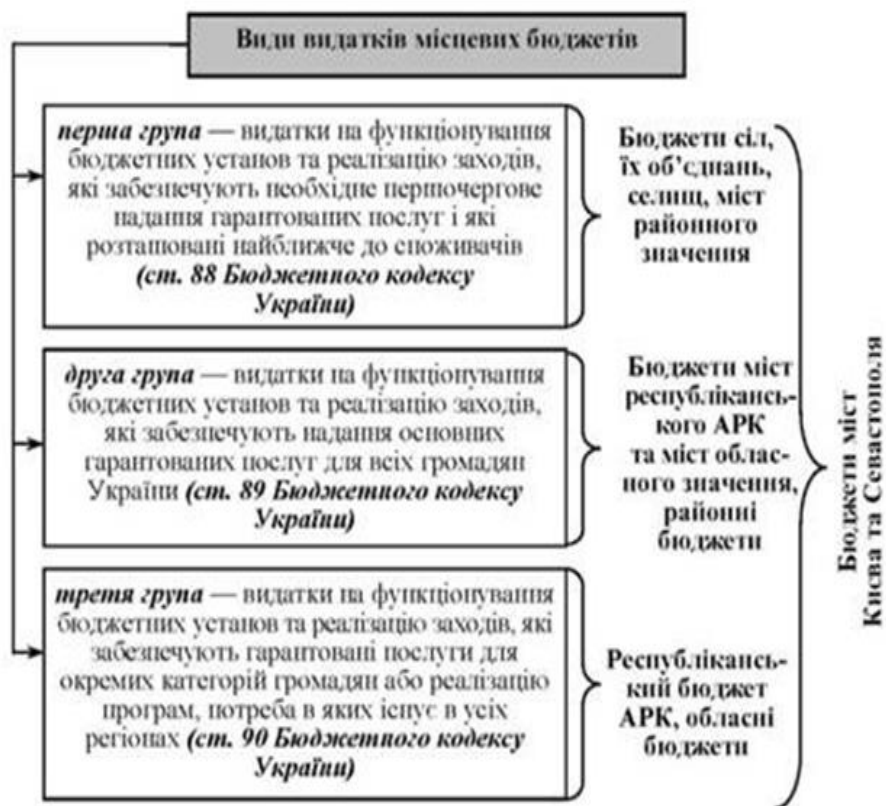 Види видатків місцевих бюджетів
перша група — видатки на функціонування
бюджетних установ та реалізацію заходів,
які забезпечують необхідне першочергове
надання гарантованих послуг і які
розташовані найближче до споживачів
(ст. 88 Бюджетного кодексу
України)
Бюджети сіл,
їх об’єднань,
селищ, міст
районного
значення
друга група — видатки на функціонування
бюджетних установ та реалізацію заходів,
які забезпечують надання основних
гарантованих послуг для всіх громадян
України (ст. 89 Бюджетного кодексу
України)
Бюджети міст
республікансь-
кого АРК
та міст облас-
ного значення,
районні
бюджети
третя група — видатки на функціонування
бюджетних установ та реалізацію заходів, які
забезпечують гарантовані послуги для
окремих категорій громадян або реалізацію
програм, потреба в яких існує в усіх
регіонах (ст. 90 Бюджетного кодексу
України)
Республікансь-
кий бюджет
АРК, обласні
бюджети
Бюджети міст
Києва та Севастополя